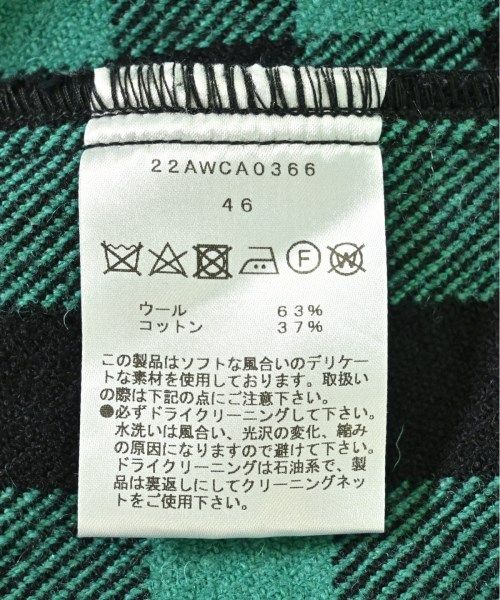 22AWCA0366
46
F W
ウール 63%
コットン 37%
この製品はソフトな風合いのデリケー
トな素材を使用しております。取扱い
の際は下記の点にご注意下さい。
●必ずドライクリーニングして下さい。
水洗いは風合い、光沢の変化、縮み
の原因になりますので避けて下さい。
ドライクリーニングは石油系で、製
品は裏返しにしてクリーニングネッ
トをご使用下さい。